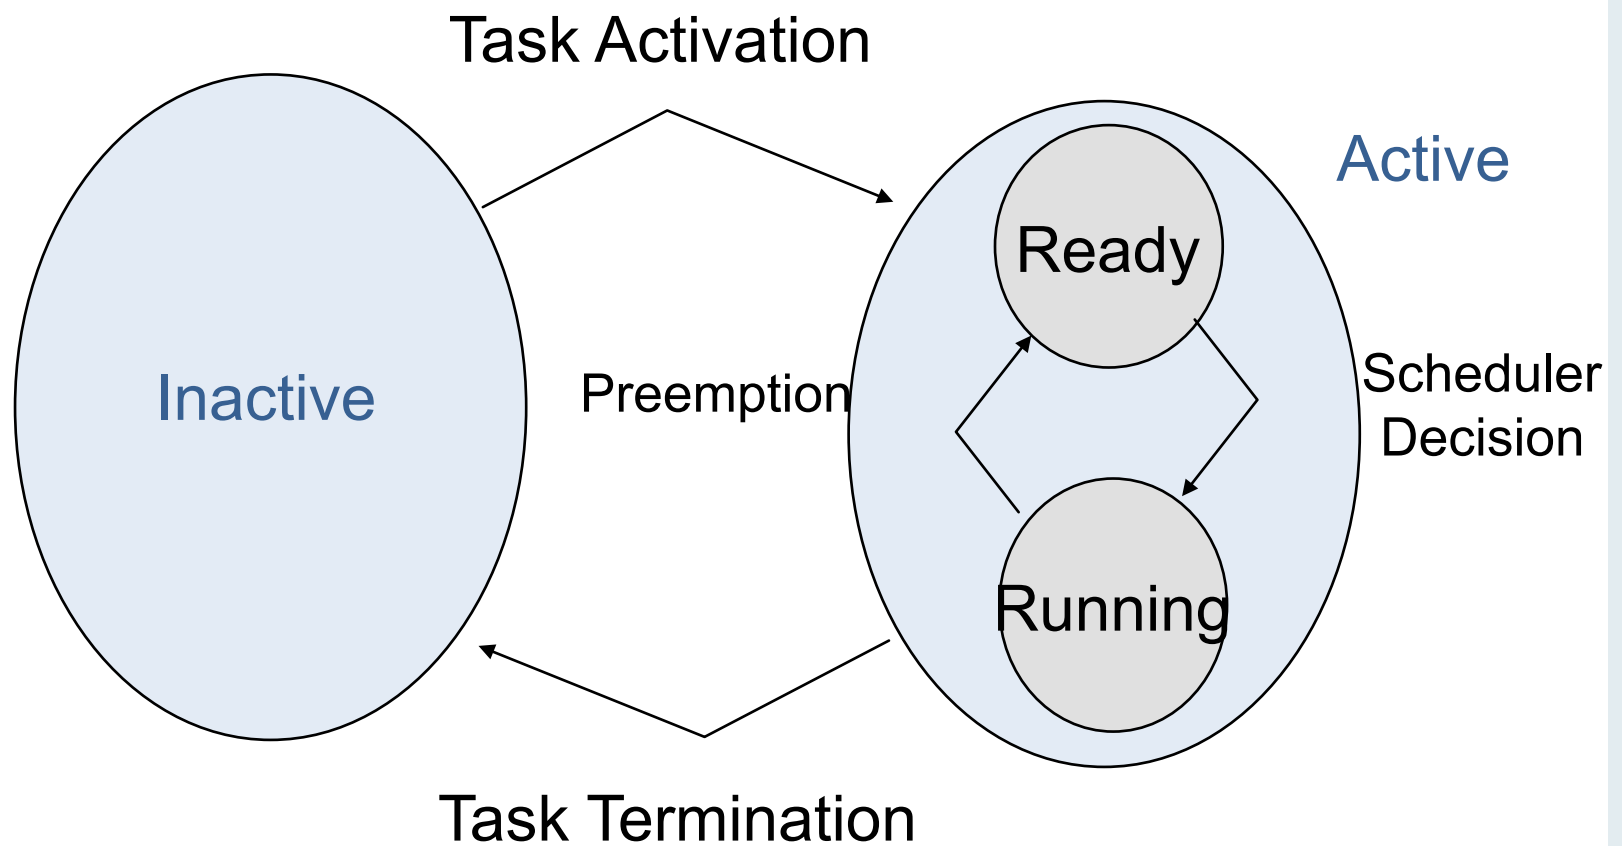 Task Activation
Active
Ready
Inactive
Preemption
Scheduler
Decision
Running
Task Termination